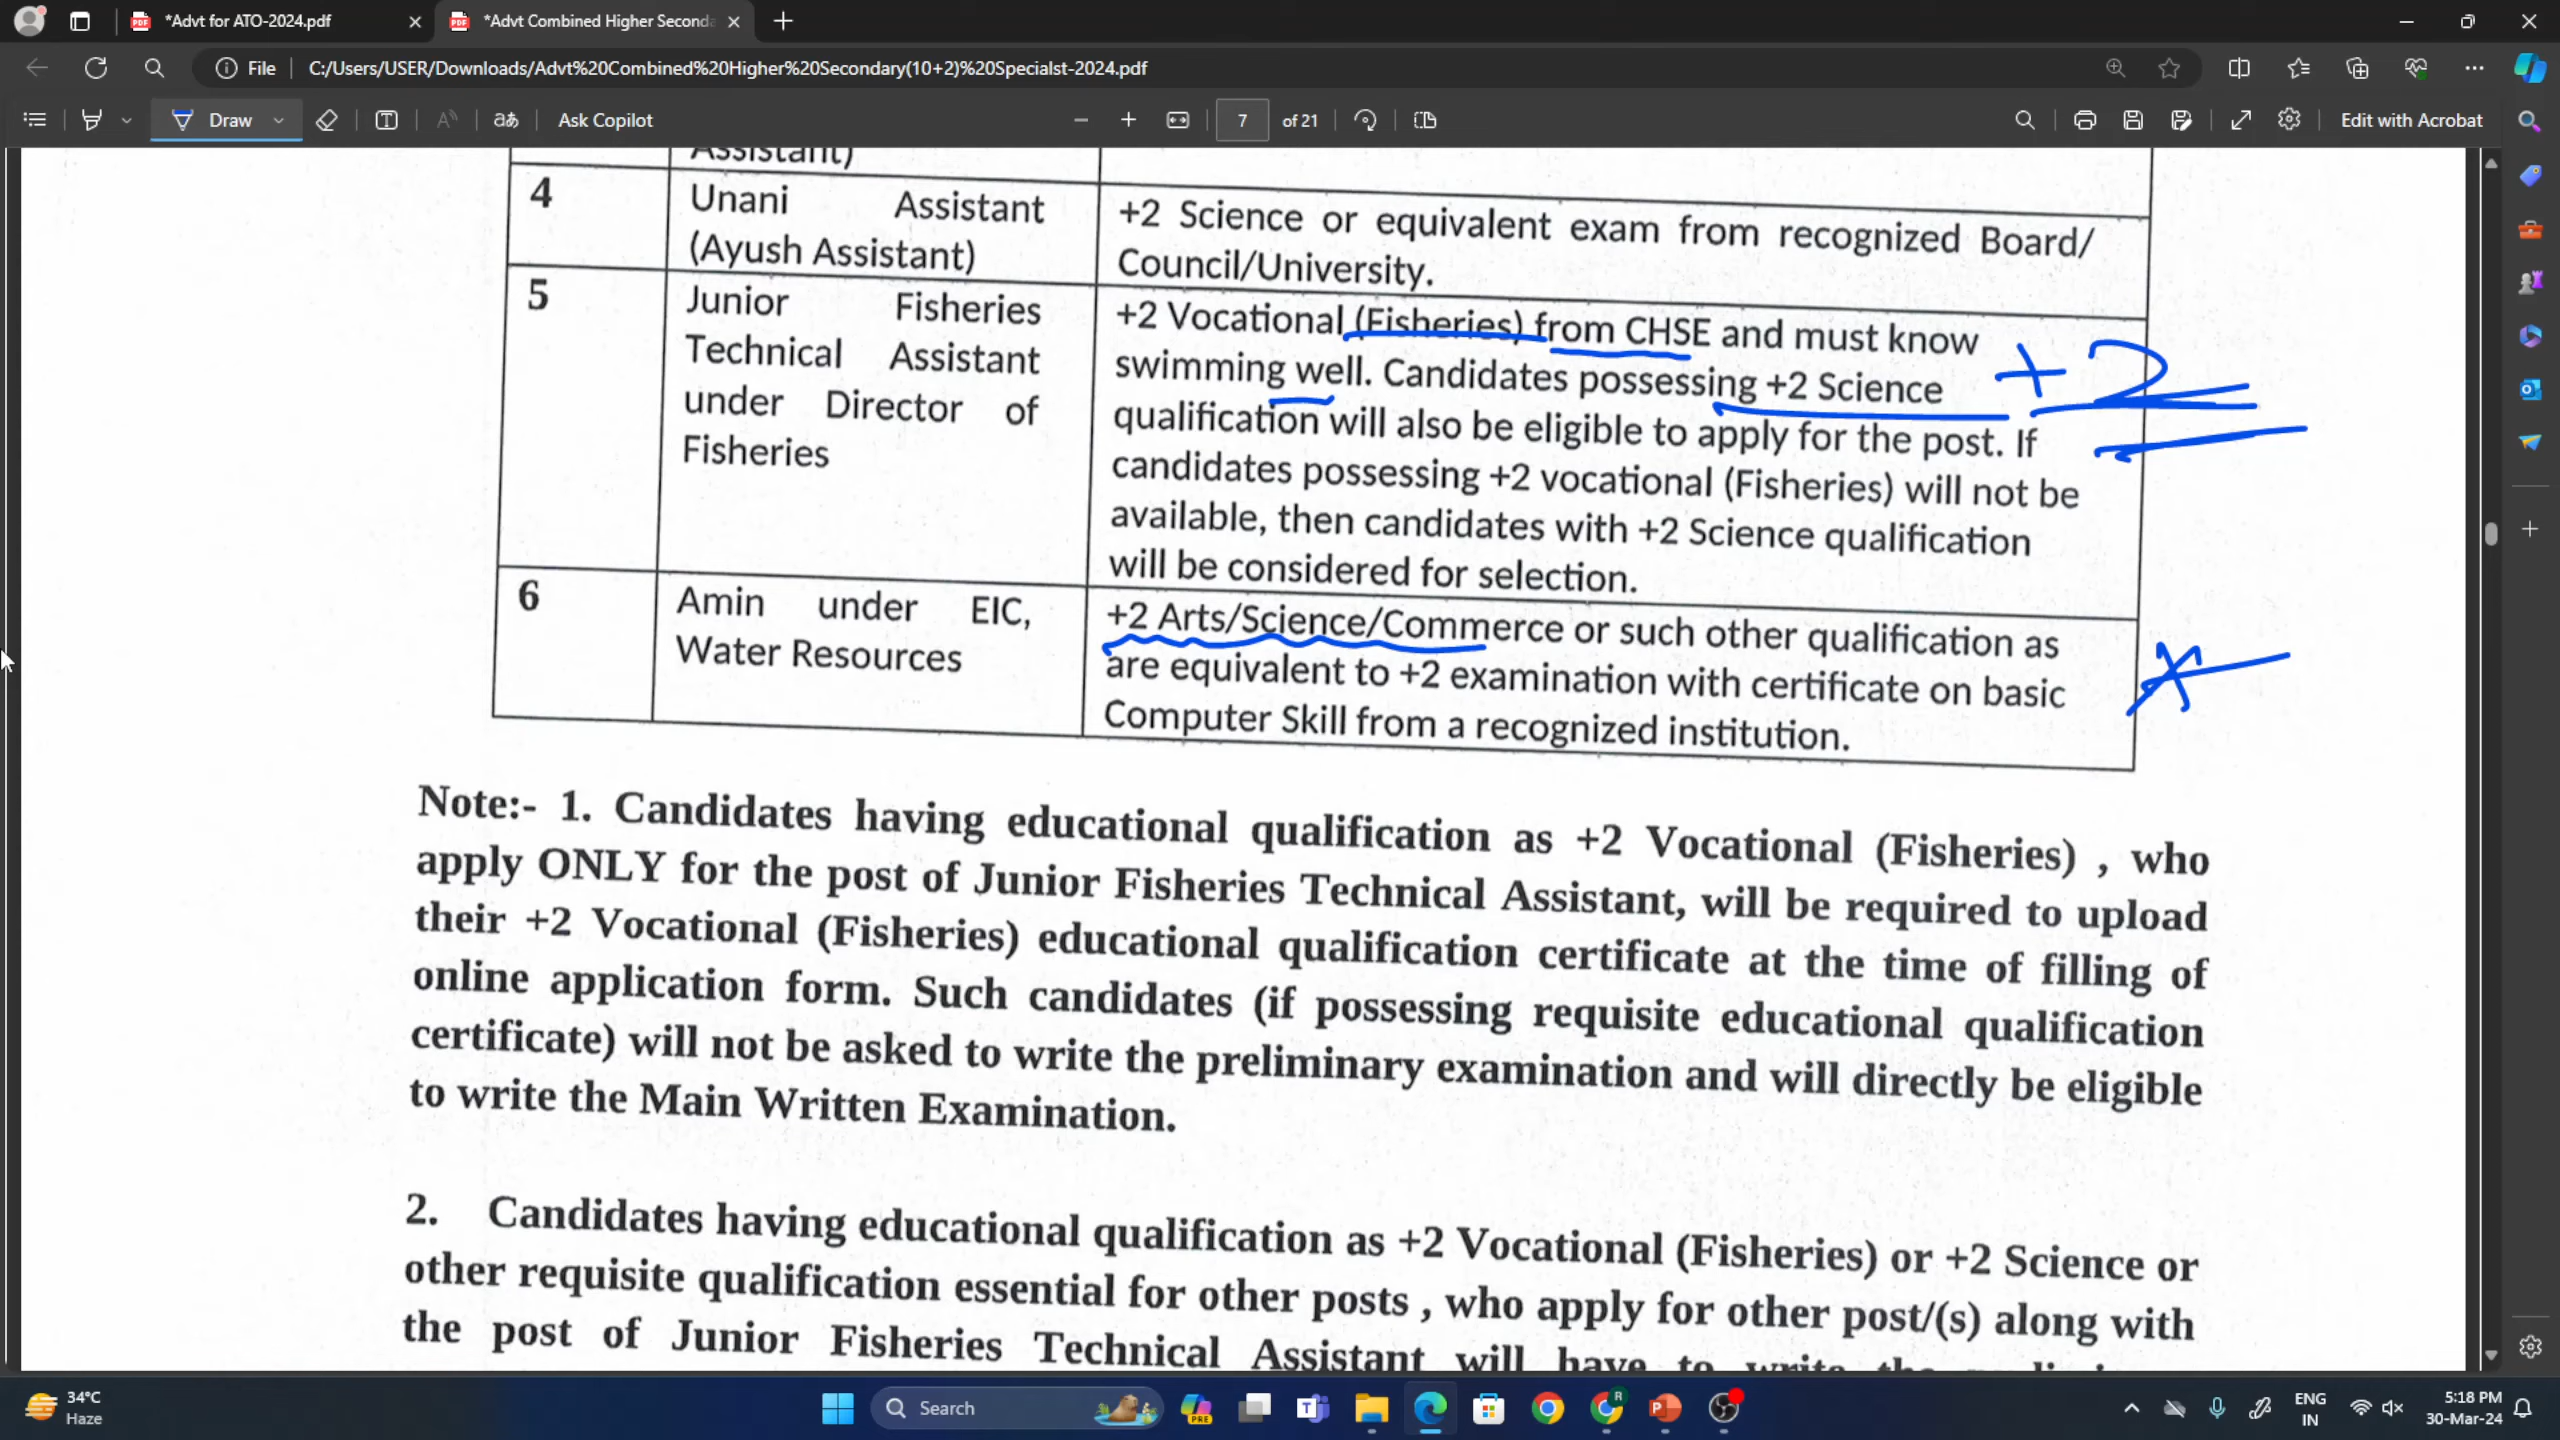 *Advt for ATO-2024.pdf
*Advt Combined Higher Seconda
File
C:/Users/USER/Downloads/Advt%20Combined%20Higher%20Secondary(10+2)%20Specialst-2024.pdf
Draw
aあ
Ask Copilot
7 of 21
Edit with Acrobat
Assistant)
4
Unani Assistant
(Ayush Assistant)
+2 Science or equivalent exam from recognized Board/
Council/University.
5
Junior Fisheries
Technical Assistant
under Director of
Fisheries
+2 Vocational (Fisheries) from CHSE and must know
swimming well. Candidates possessing +2 Science
qualification will also be eligible to apply for the post. If
candidates possessing +2 vocational (Fisheries) will not be
available, then candidates with +2 Science qualification
will be considered for selection.
+2
6
Amin under EIC,
Water Resources
+2 Arts/Science/Commerce or such other qualification as
are equivalent to +2 examination with certificate on basic
Computer Skill from a recognized institution.
Note:- 1. Candidates having educational qualification as +2 Vocational (Fisheries) , who
apply ONLY for the post of Junior Fisheries Technical Assistant, will be required to upload
their +2 Vocational (Fisheries) educational qualification certificate at the time of filling of
online application form. Such candidates (if possessing requisite educational qualification
certificate) will not be asked to write the preliminary examination and will directly be eligible
to write the Main Written Examination.
2. Candidates having educational qualification as +2 Vocational (Fisheries) or +2 Science or
other requisite qualification essential for other posts , who apply for other post/(s) along with
the post of Junior Fisheries Technical Assistant will have to write the
34°C
Haze
Search
PRE
ENG
IN
5:18 PM
30-Mar-24